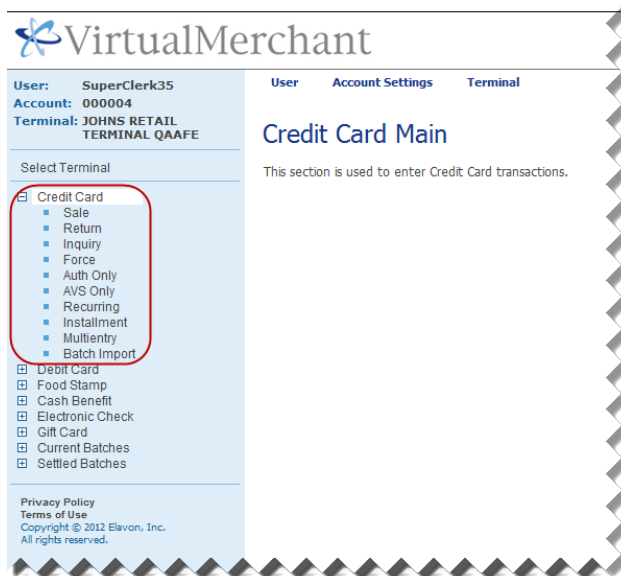 VirtualMerchant
User: SuperClerk35
Account: 000004
Terminal: JOHNS RETAIL
TERMINAL QAAFE
Select Terminal
Credit Card
Sale
Return
Inquiry
Force
Auth Only
AVS Only
Recurring
Installment
Multientry
Batch Import
Debit Card
Food Stamp
Cash Benefit
Electronic Check
Gift Card
Current Batches
Settled Batches
Privacy Policy
Terms of Use
Copyright © 2012 Elavon, Inc.
All rights reserved.
User Account Settings Terminal
Credit Card Main
This section is used to enter Credit Card transactions.